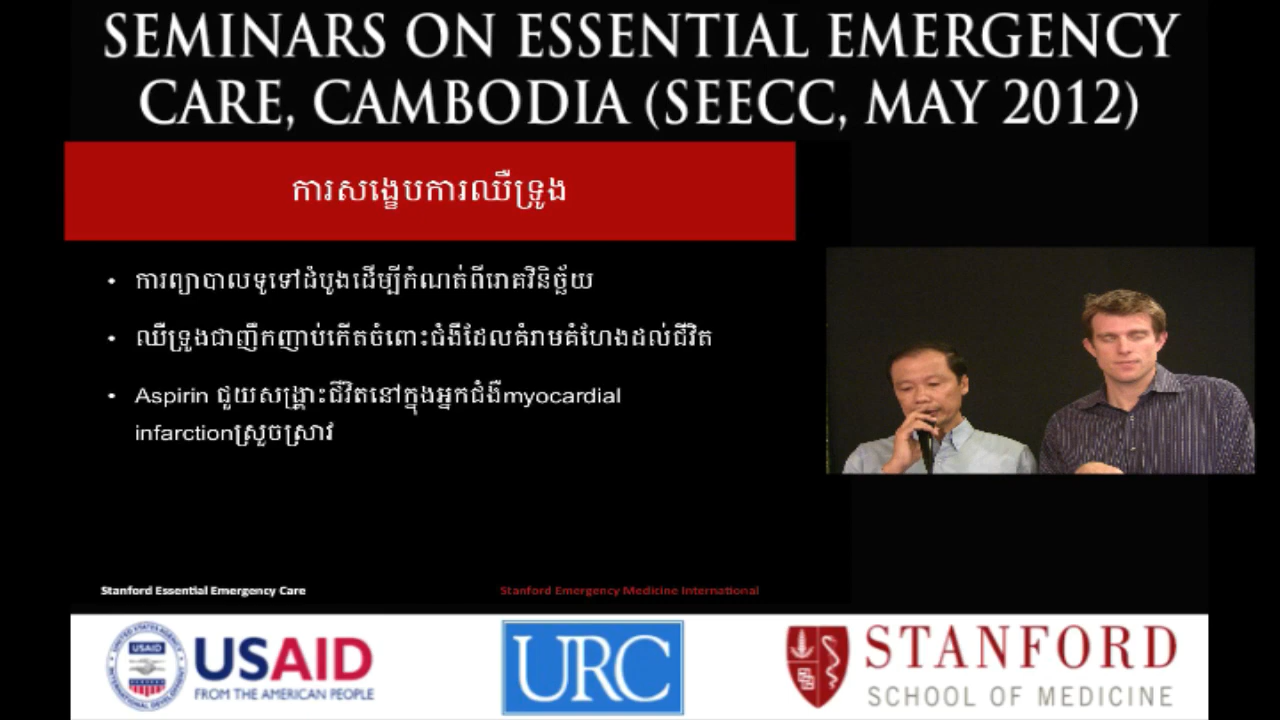 SEMINARS ON ESSENTIAL EMERGENCY
CARE, CAMBODIA (SEECC, MAY 2012)
ការសង្ខេបការឈឺទ្រូង
• ការព្យាបាលទូទៅដំបូងដើម្បីកំណត់ពីរោគវិនិច្ឆ័យ
• ឈឺទ្រូងជាញឹកញាប់កើតចំពោះជំងឺដែលគំរាមគំហែងដល់ជីវិត
• Aspirin ជួយសង្គ្រោះជីវិតនៅក្នុងអ្នកជំងឺmyocardial
infarctionស្រួចស្រាវ
Stanford Essential Emergency Care
Stanford Emergency Medicine International
USAID
FROM THE AMERICAN PEOPLE
URC
STANFORD
SCHOOL OF MEDICINE